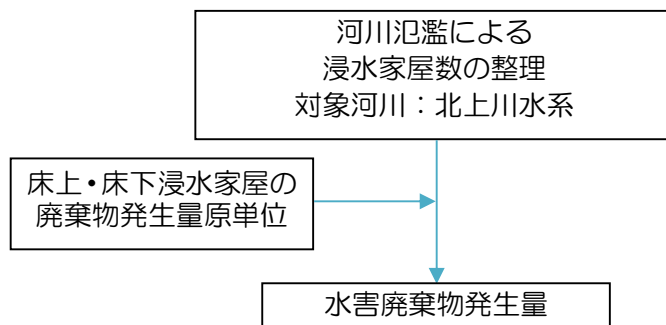 河川氾濫による
浸水家屋数の整理
対象河川：北上川水系
床上・床下浸水家屋の
廃棄物発生量原単位
水害廃棄物発生量